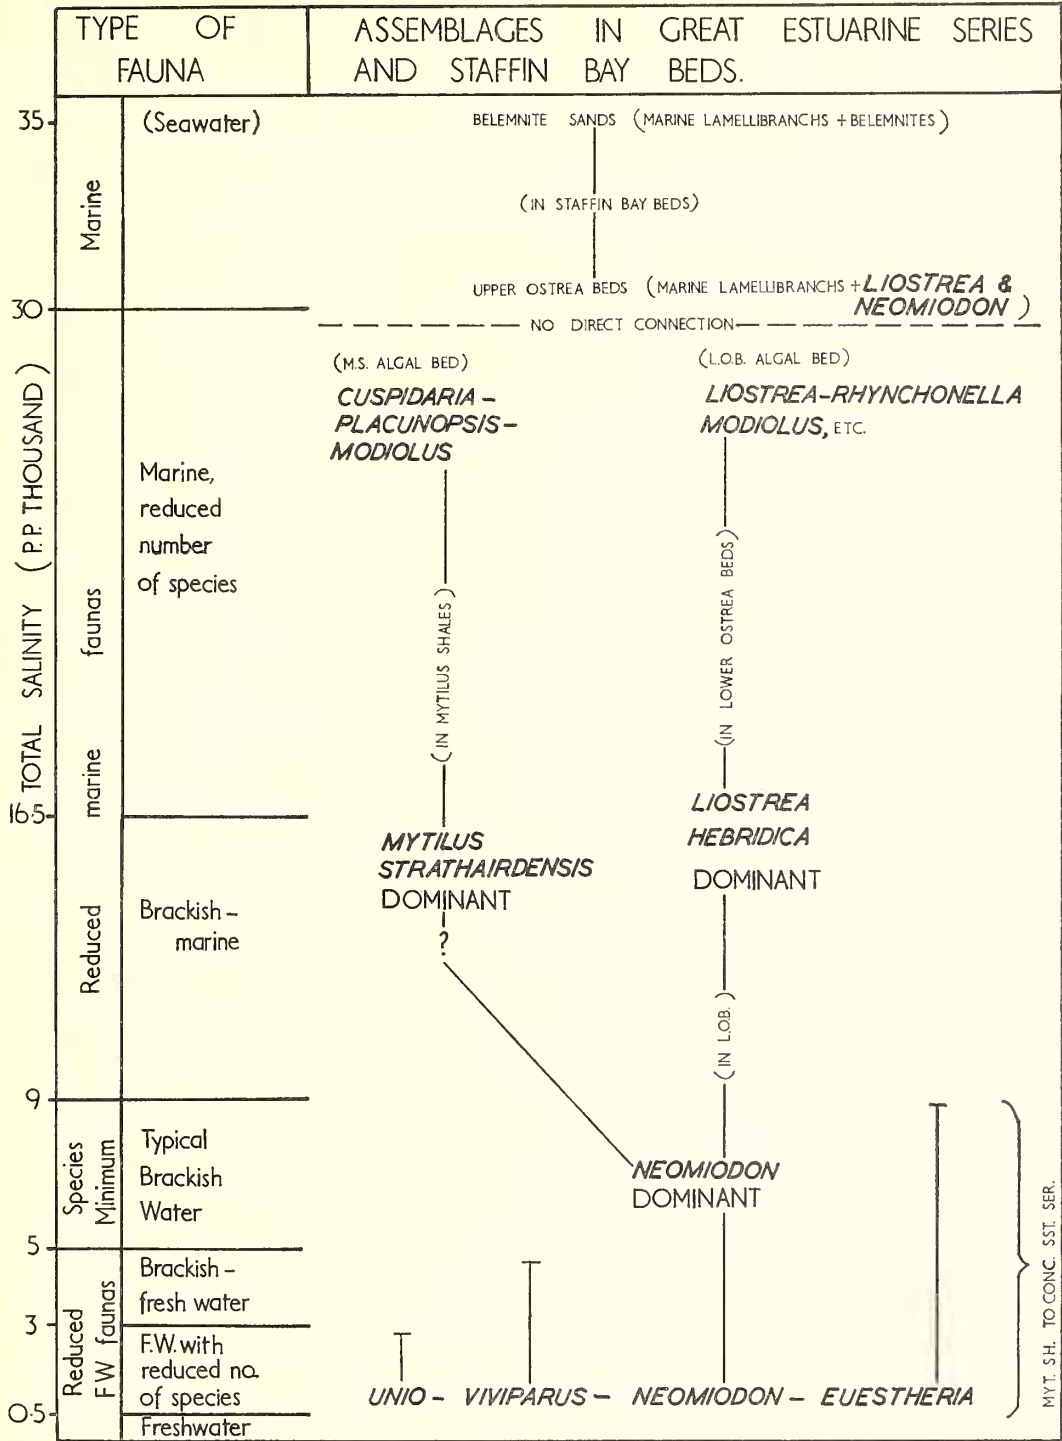 TYPE OF
FAUNA
ASSEMBLAGES IN GREAT ESTUARINE SERIES
AND STAFFIN BAY BEDS.
TOTAL SALINITY (P.P. THOUSAND)
35
30
16·5
9
5
3
0·5
Marine
Reduced marine faunas
Species
Minimum
Reduced
FW faunas
(Seawater)
Marine,
reduced
number
of species
Brackish–
marine
Typical
Brackish
Water
Brackish–
fresh water
F.W. with
reduced no.
of species
Freshwater
BELEMNITE SANDS (MARINE LAMELLIBRANCHS + BELEMNITES)
(IN STAFFIN BAY BEDS)
UPPER OSTREA BEDS (MARINE LAMELLIBRANCHS + LIOSTREA &
NEOMIODON)
NO DIRECT CONNECTION
(M.S. ALGAL BED)
CUSPIDARIA –
PLACUNOPSIS –
MODIOLUS
(L.O.B. ALGAL BED)
LIOSTREA-RHYNCHONELLA
MODIOLUS, ETC.
(IN MYTILUS SHALES)
(IN LOWER OSTREA BEDS)
MYTILUS
STRATHAIRDENSIS
DOMINANT
?
LIOSTREA
HEBRIDICA
DOMINANT
(IN L.O.B.)
NEOMIODON
DOMINANT
UNIO – VIVIPARUS – NEOMIODON – EUESTHERIA
MYT. SH. TO CONC. SST. SER.